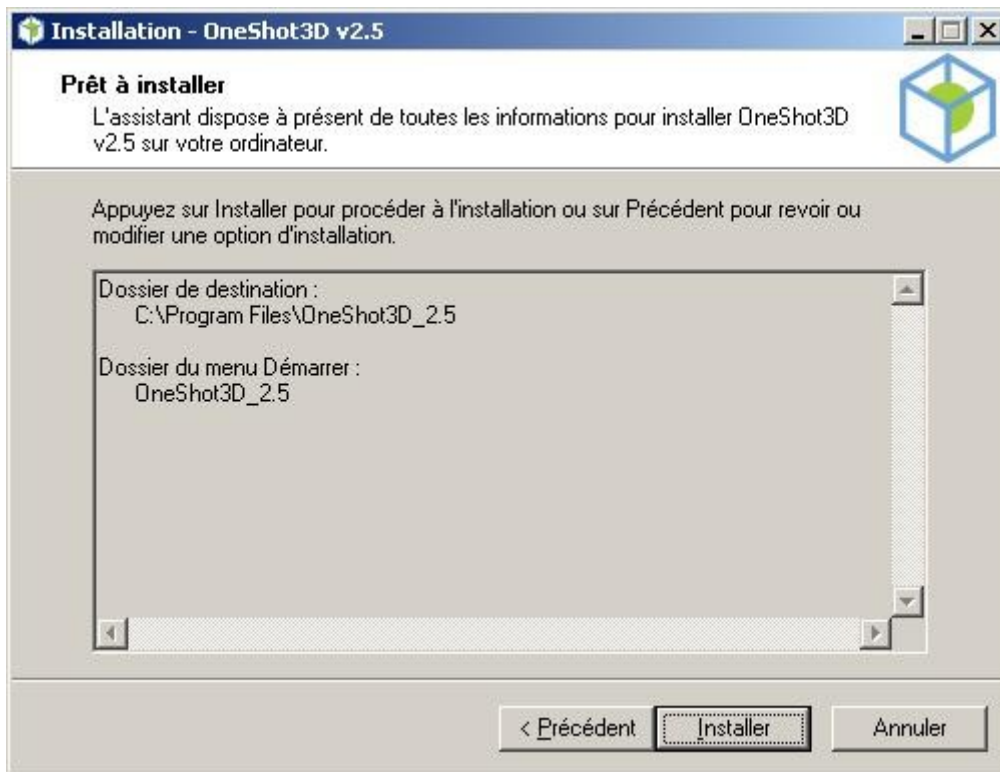 Installation - OneShot3D v2.5
Prêt à installer
L'assistant dispose à présent de toutes les informations pour installer OneShot3D
v2.5 sur votre ordinateur.
Appuyez sur Installer pour procéder à l'installation ou sur Précédent pour revoir ou
modifier une option d'installation.
Dossier de destination :
C:\Program Files\OneShot3D_2.5
Dossier du menu Démarrer :
OneShot3D_2.5
< Précédent
Installer
Annuler